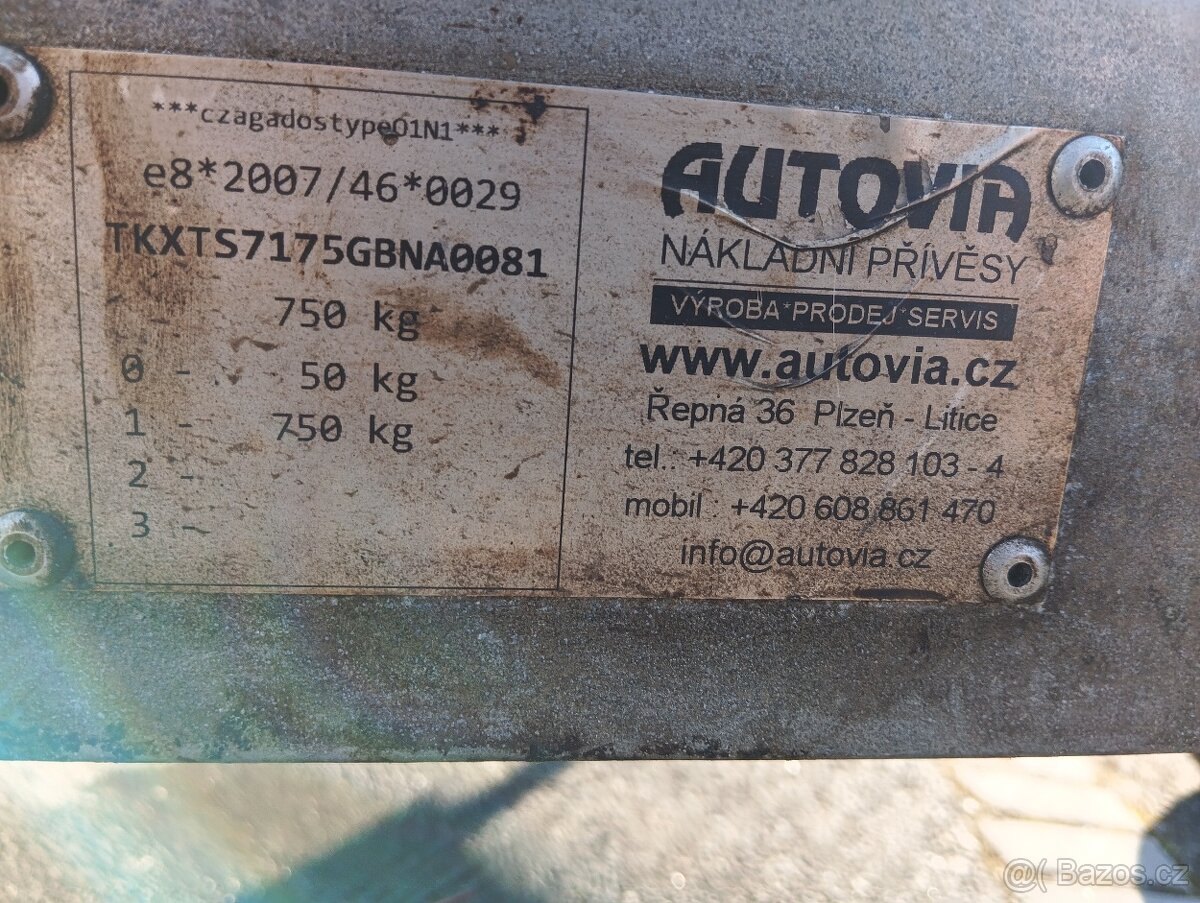 ***czagadostypeO1N1***
e8*2007/46*0029
TKXTS7175GBNA0081
750 kg
0 - 50 kg
1 - 750 kg
2 -
3 -
AUTOVIA
NÁKLADNÍ PŘÍVĚSY
VÝROBA*PRODEJ*SERVIS
www.autovia.cz
Řepná 36 Plzeň - Litice
tel.: +420 377 828 103 - 4
mobil : +420 608 861 470
info@autovia.cz
@( Bazos.cz